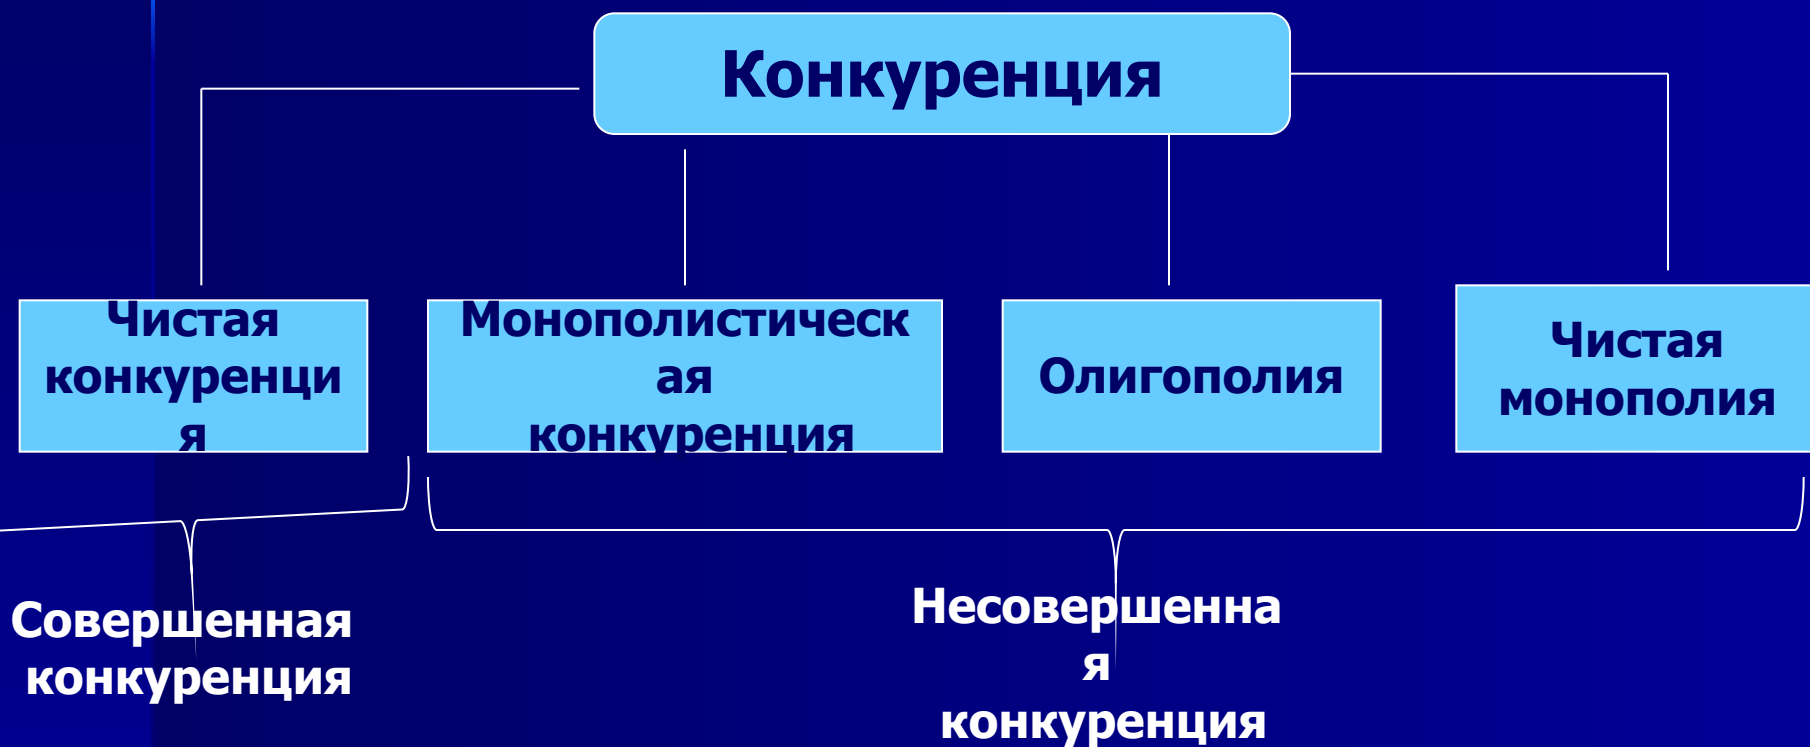 Конкуренция
Чистая
конкуренци
я
Монополистическ
ая
конкуренция
Олигополия
Чистая
монополия
Совершенная
конкуренция
Несовершенна
я
конкуренция